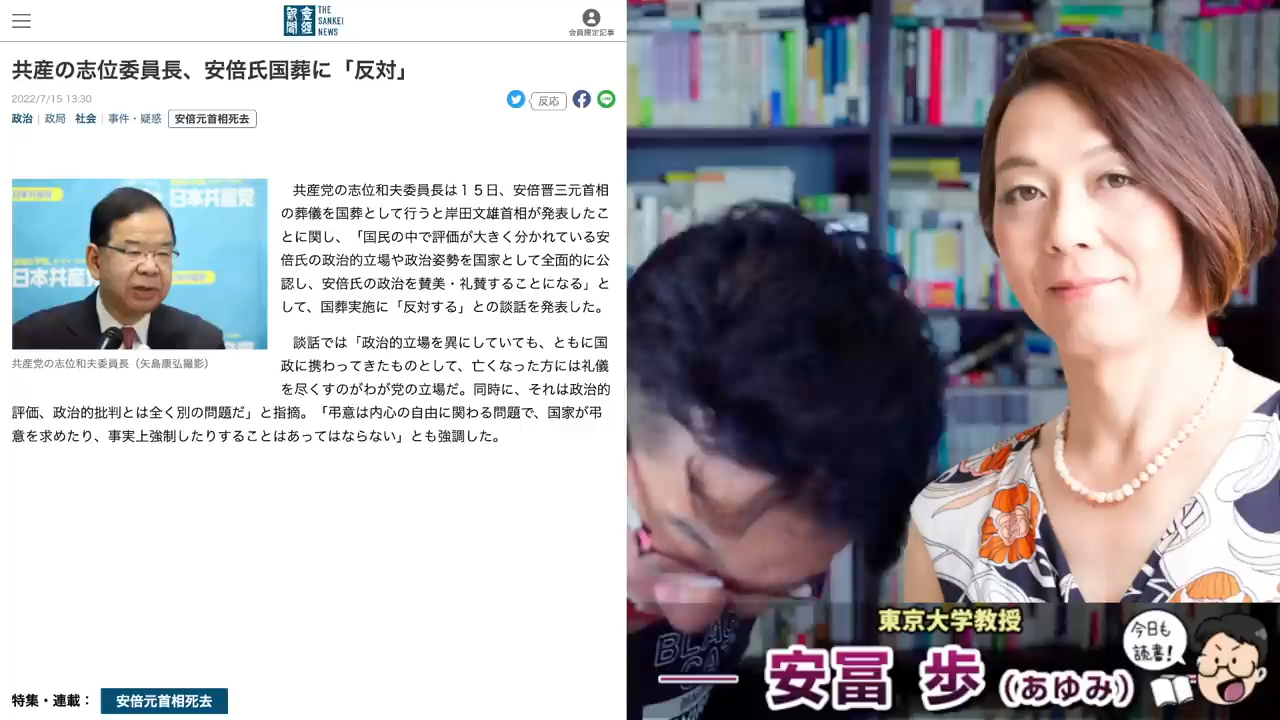 産經新聞
THE SANKEI NEWS
会員限定記事
共産の志位委員長、安倍氏国葬に「反対」
2022/7/15 13:30
反応
LINE
政治 | 政局 社会 | 事件・疑惑 安倍元首相死去
日本共産党
日本共産党
共産党の志位和夫委員長（矢島康弘撮影）
共産党の志位和夫委員長は１５日、安倍晋三元首相
の葬儀を国葬として行うと岸田文雄首相が発表したこ
とに関し、「国民の中で評価が大きく分かれている安
倍氏の政治的立場や政治姿勢を国家として全面的に公
認し、安倍氏の政治を賛美・礼賛することになる」と
して、国葬実施に「反対する」との談話を発表した。
談話では「政治的立場を異にしていても、ともに国
政に携わってきたものとして、亡くなった方には礼儀
を尽くすのがわが党の立場だ。同時に、それは政治的
評価、政治的批判とは全く別の問題だ」と指摘。「弔意は内心の自由に関わる問題で、国家が弔
意を求めたり、事実上強制したりすることはあってはならない」とも強調した。
特集・連載： 安倍元首相死去
東京大学教授
安冨 歩（あゆみ）
今日も
読書！